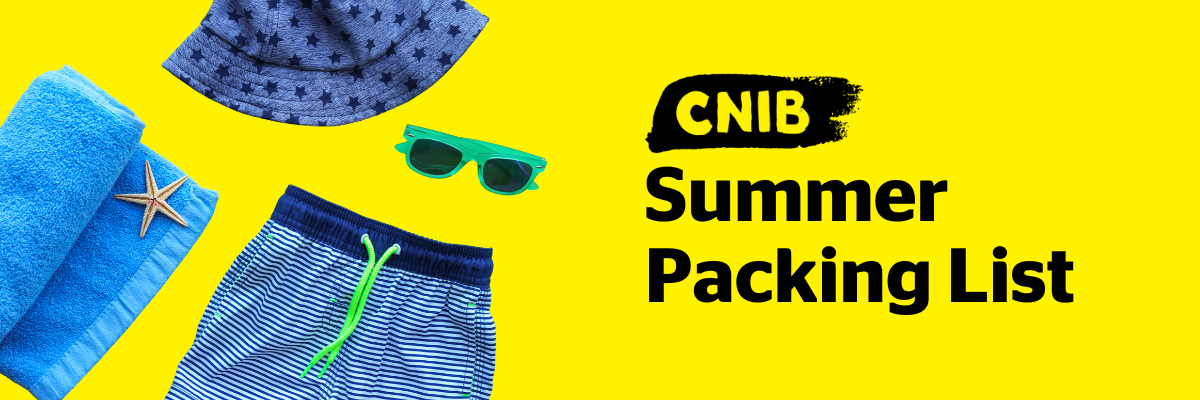 CNIB
Summer
Packing List